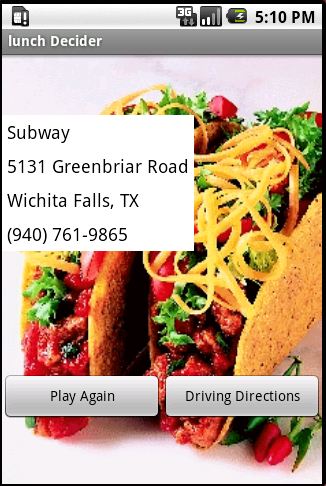 3G 5:10 PM
lunch Decider
Subway
5131 Greenbriar Road
Wichita Falls, TX
(940) 761-9865
Play Again Driving Directions